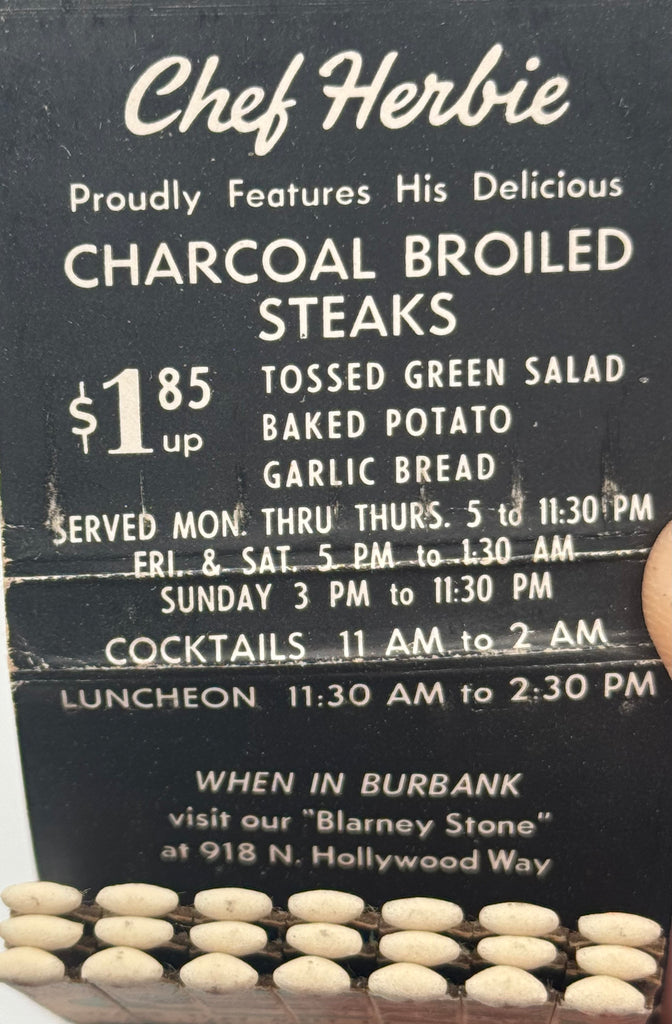 Chef Herbie
Proudly Features His Delicious
CHARCOAL BROILED
STEAKS
$1.85 up
TOSSED GREEN SALAD
BAKED POTATO
GARLIC BREAD
SERVED MON. THRU THURS. 5 to 11:30 PM
FRI. & SAT. 5 PM to 1:30 AM
SUNDAY 3 PM to 11:30 PM
COCKTAILS 11 AM to 2 AM
LUNCHEON 11:30 AM to 2:30 PM
WHEN IN BURBANK
visit our "Blarney Stone"
at 918 N. Hollywood Way